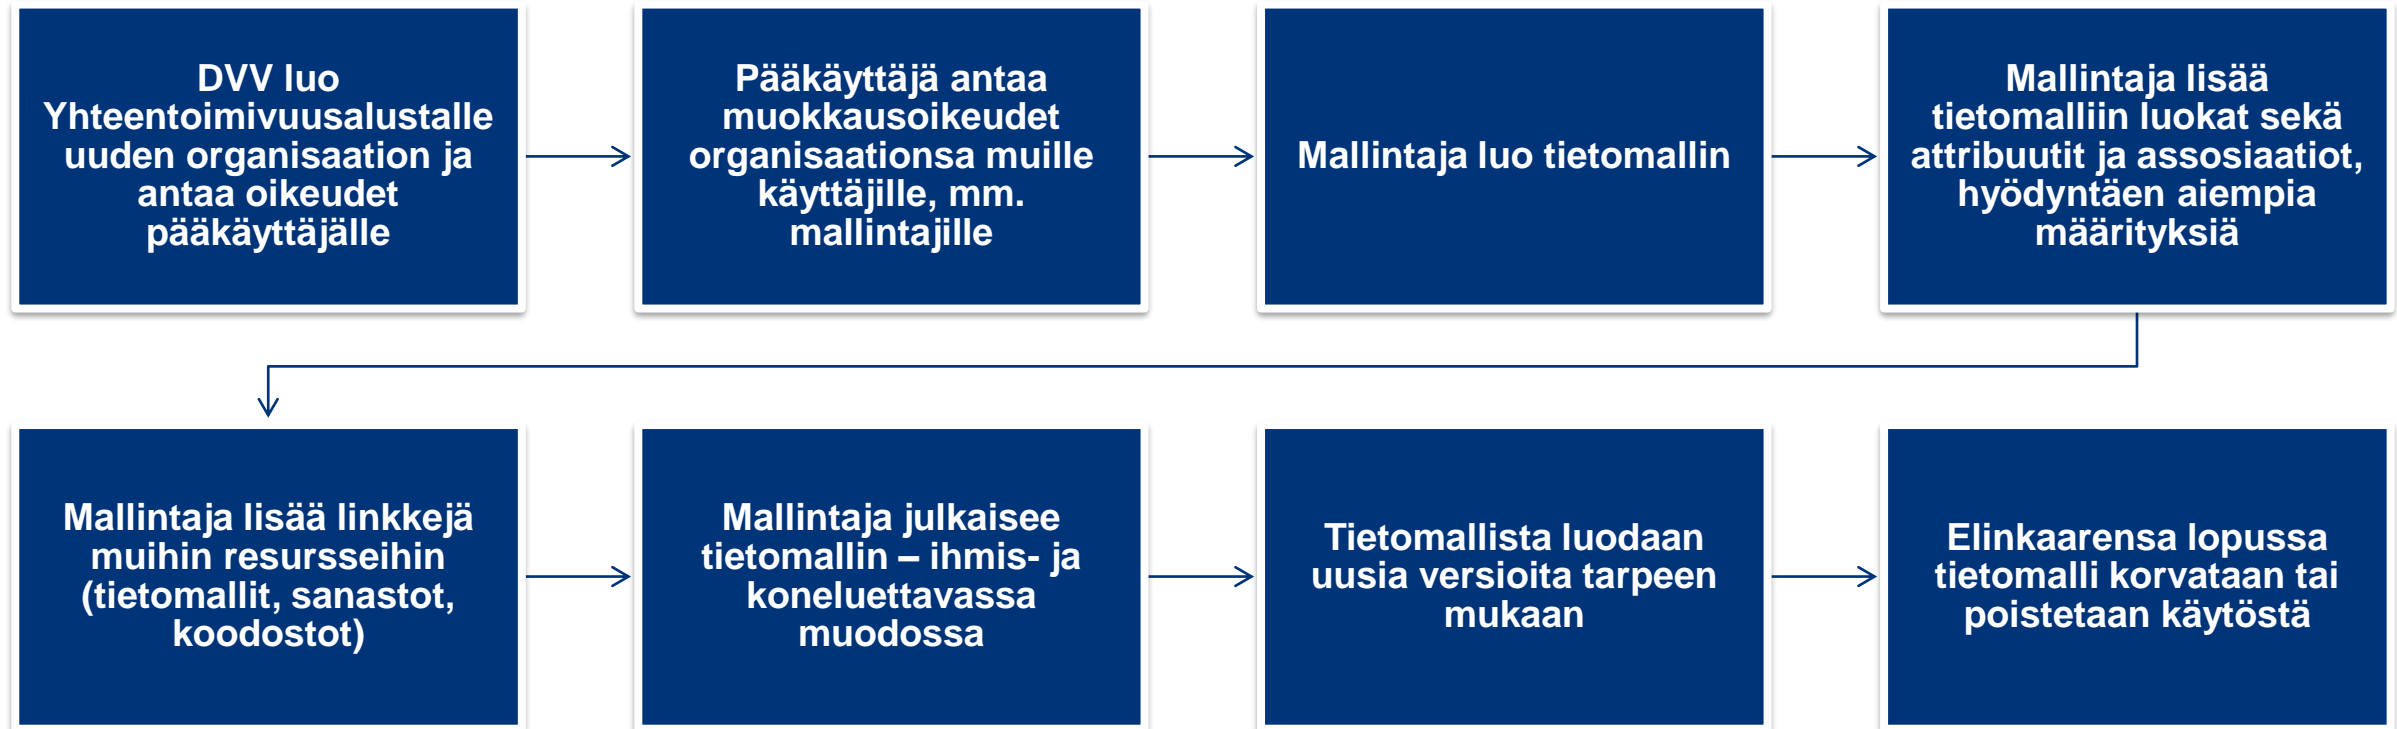 DVV luo
Yhteentoimivuusalustalle
uuden organisaation ja
antaa oikeudet
pääkäyttäjälle
Pääkäyttäjä antaa
muokkausoikeudet
organisaationsa muille
käyttäjille, mm.
mallintajille
Mallintaja luo tietomallin
Mallintaja lisää
tietomalliin luokat sekä
attribuutit ja assosiaatiot,
hyödyntäen aiempia
määrityksiä
Mallintaja lisää linkkejä
muihin resursseihin
(tietomallit, sanastot,
koodostot)
Mallintaja julkaisee
tietomallin – ihmis- ja
koneluettavassa
muodossa
Tietomallista luodaan
uusia versioita tarpeen
mukaan
Elinkaarensa lopussa
tietomalli korvataan tai
poistetaan käytöstä